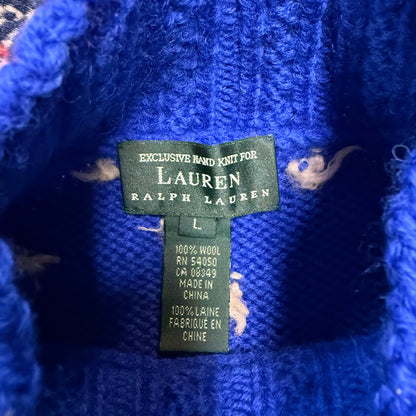 EXCLUSIVE HAND KNIT FOR
LAUREN
RALPH LAUREN
L
100% WOOL
RN 54050
CA 08349
MADE IN
CHINA
100% LAINE
FABRIQUE EN
CHINE